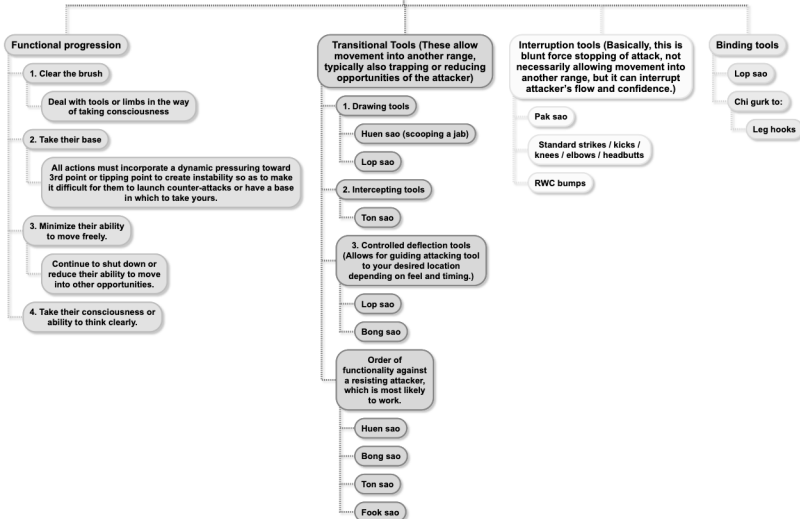 Functional progression
1. Clear the brush
Deal with tools or limbs in the way
of taking consciousness
2. Take their base
All actions must incorporate a dynamic pressuring toward
3rd point or tipping point to create instability so as to make
it difficult for them to launch counter-attacks or have a base
in which to take yours.
3. Minimize their ability
to move freely.
Continue to shut down or
reduce their ability to move
into other opportunities.
4. Take their consciousness or
ability to think clearly.
Transitional Tools (These allow
movement into another range,
typically also trapping or reducing
opportunities of the attacker)
1. Drawing tools
Huen sao (scooping a jab)
Lop sao
2. Intercepting tools
Ton sao
3. Controlled deflection tools
(Allows for guiding attacking tool
to your desired location
depending on feel and timing.)
Lop sao
Bong sao
Order of
functionality against
a resisting attacker,
which is most likely
to work.
Huen sao
Bong sao
Ton sao
Fook sao
Interruption tools (Basically, this is
blunt force stopping of attack, not
necessarily allowing movement into
another range, but it can interrupt
attacker's flow and confidence.)
Pak sao
Standard strikes / kicks /
knees / elbows / headbutts
RWC bumps
Binding tools
Lop sao
Chi gurk to:
Leg hooks